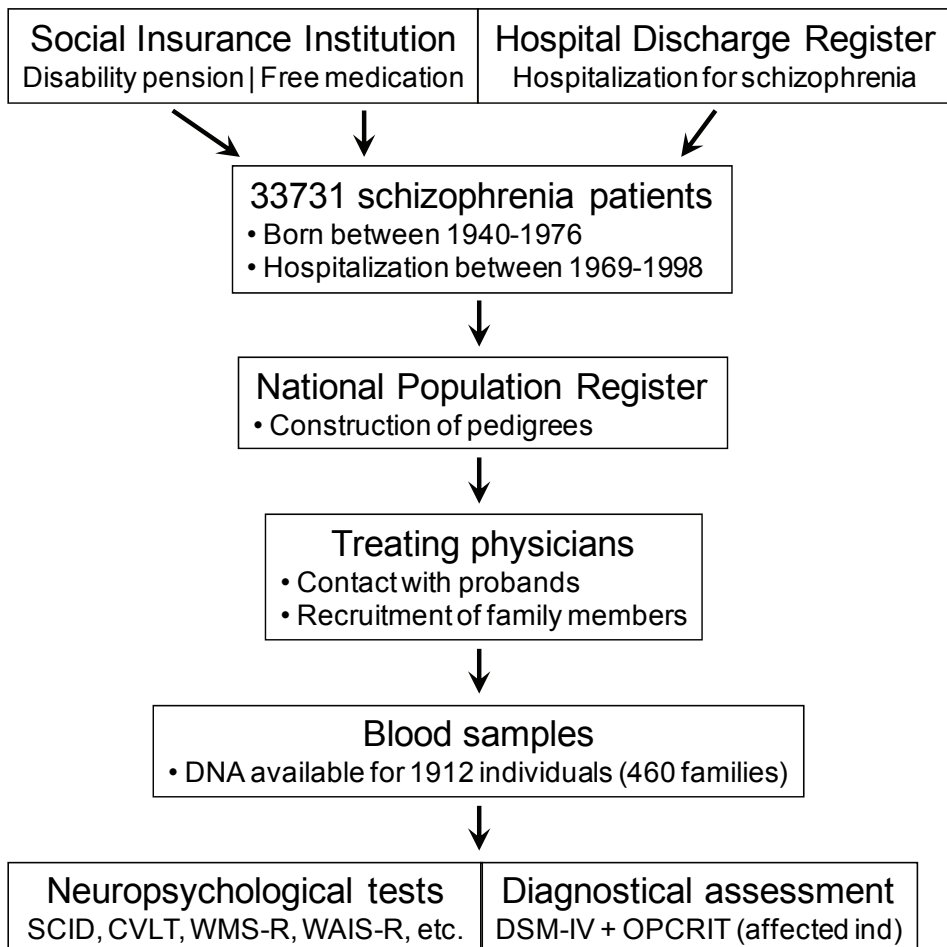 Social Insurance Institution
Disability pension | Free medication
Hospital Discharge Register
Hospitalization for schizophrenia
33731 schizophrenia patients
• Born between 1940-1976
• Hospitalization between 1969-1998
National Population Register
• Construction of pedigrees
Treating physicians
• Contact with probands
• Recruitment of family members
Blood samples
• DNA available for 1912 individuals (460 families)
Neuropsychological tests
SCID, CVLT, WMS-R, WAIS-R, etc.
Diagnostical assessment
DSM-IV + OPCRIT (affected ind)